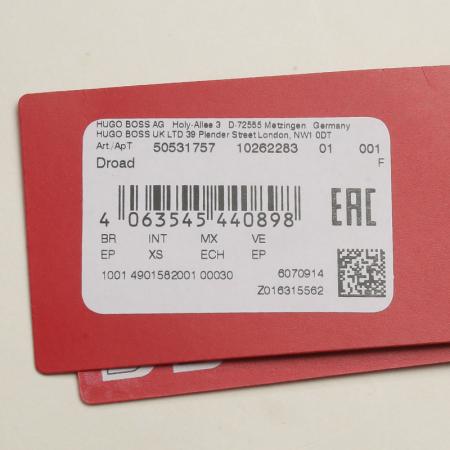 HUGO BOSS AG Holy-Allee 3 D-72555 Metzingen Germany
HUGO BOSS UK LTD 39 Plender Street London, NW1 0DT
Art./ApT 50531757 10262283 01 001
Droad F
4 063545 440898
EAC
BR INT MX VE
EP XS ECH EP
1001 4901582001 00030 6070914
Z016315562